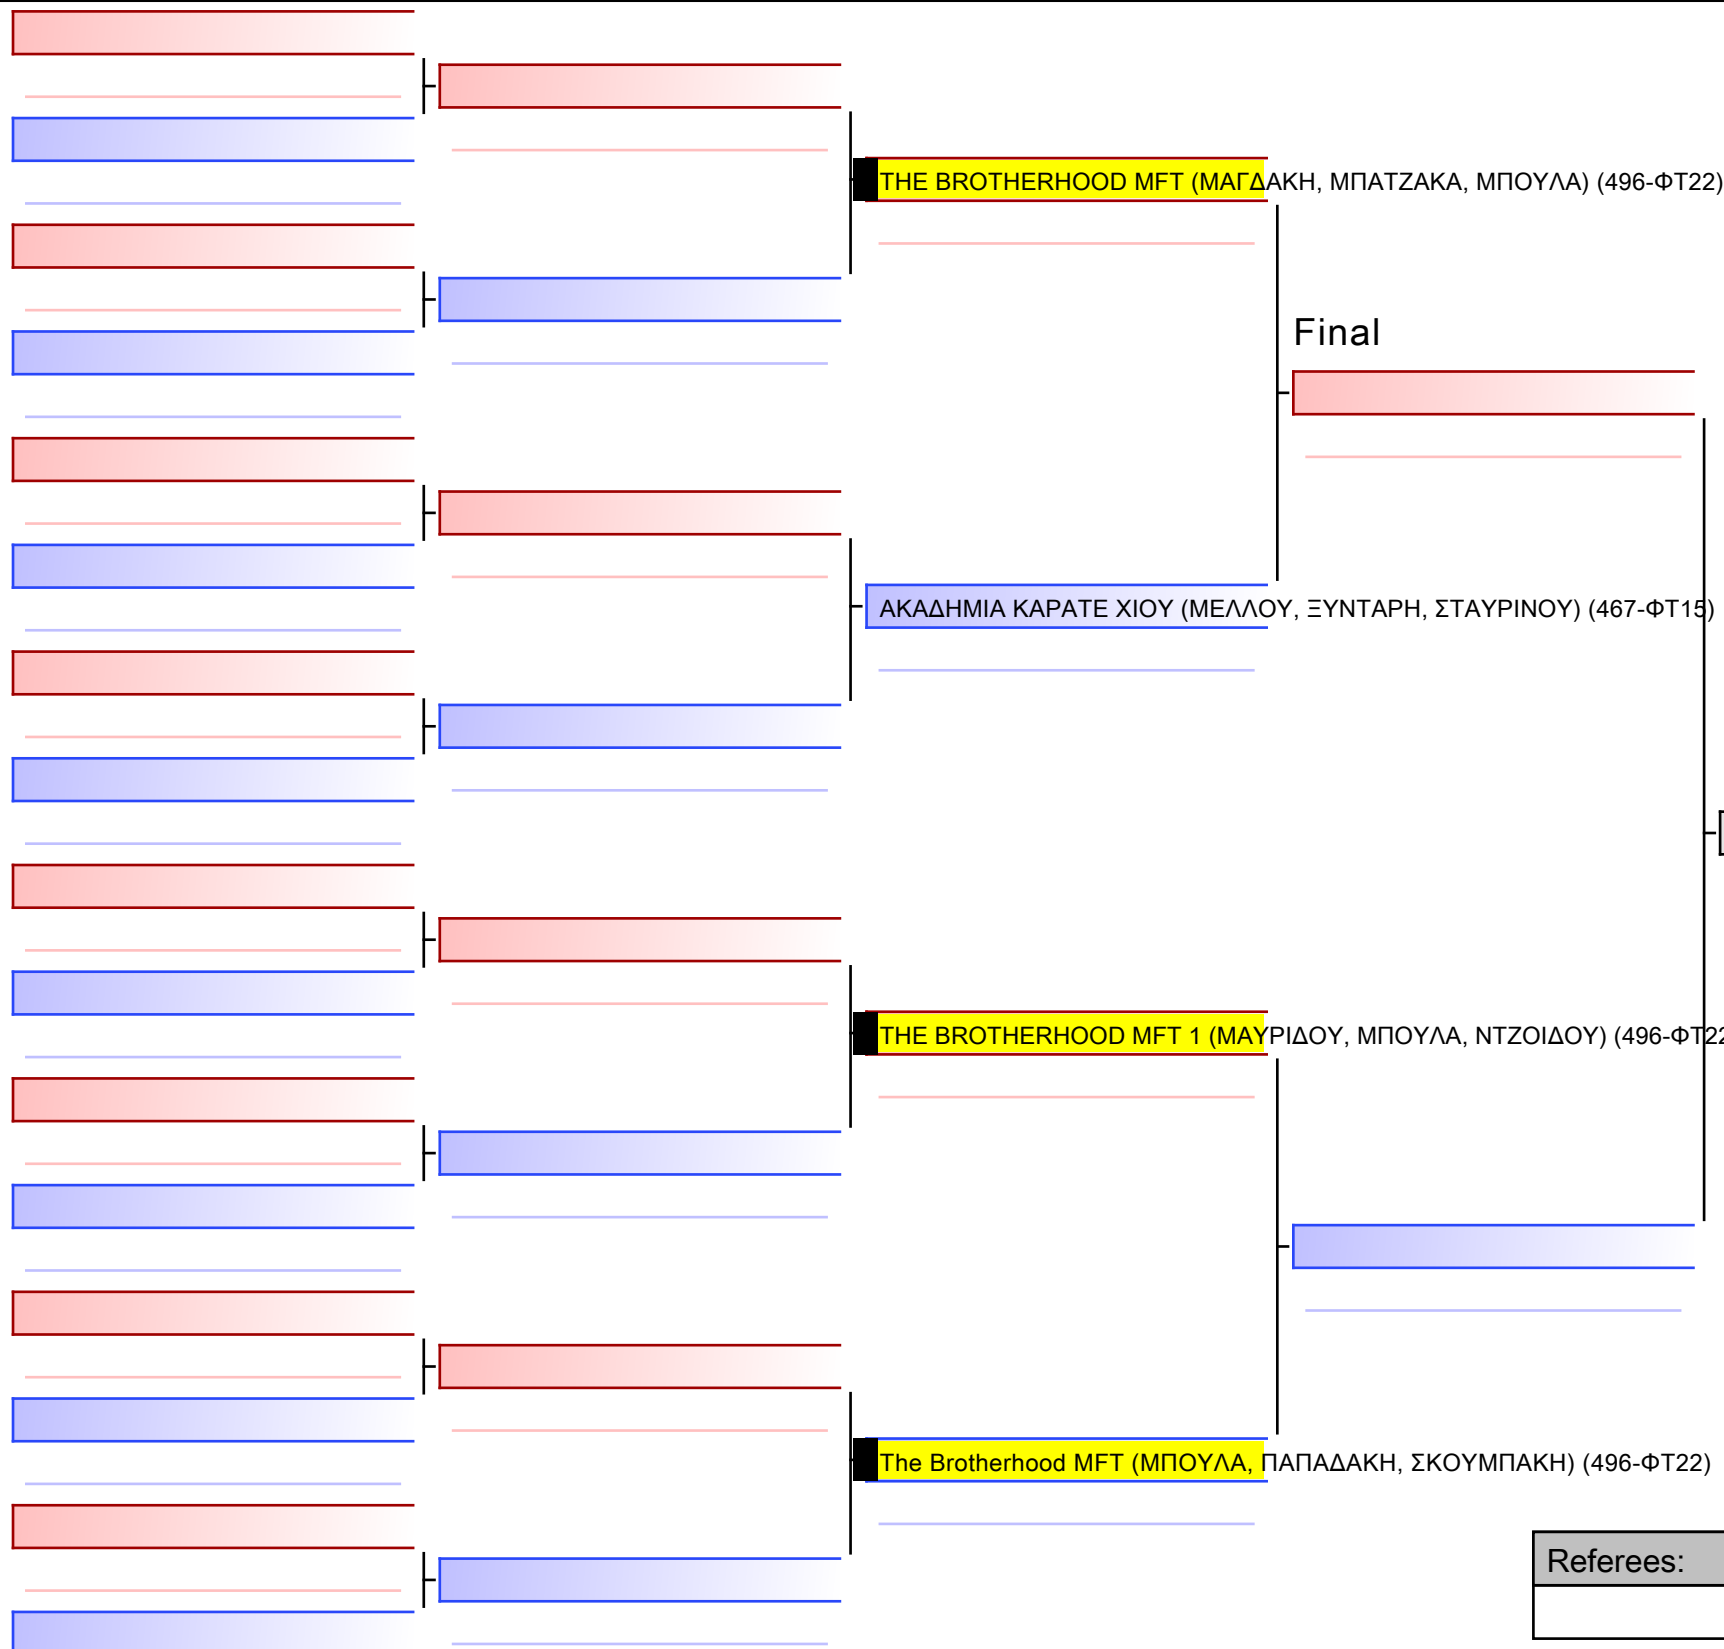 THE BROTHERHOOD MFT (ΜΑΓΔΑΚΗ, ΜΠΑΤΖΑΚΑ, ΜΠΟΥΛΑ) (496-ΦΤ22)
Final
ΑΚΑΔΗΜΙΑ ΚΑΡΑΤΕ ΧΙΟΥ (ΜΕΛΛΟΥ, ΞΥΝΤΑΡΗ, ΣΤΑΥΡΙΝΟΥ) (467-ΦΤ15)
THE BROTHERHOOD MFT 1 (ΜΑΥΡΙΔΟΥ, ΜΠΟΥΛΑ, ΝΤΖΟΙΔΟΥ) (496-ΦΤ22
The Brotherhood MFT (ΜΠΟΥΛΑ, ΠΑΠΑΔΑΚΗ, ΣΚΟΥΜΠΑΚΗ) (496-ΦΤ22)
Referees: